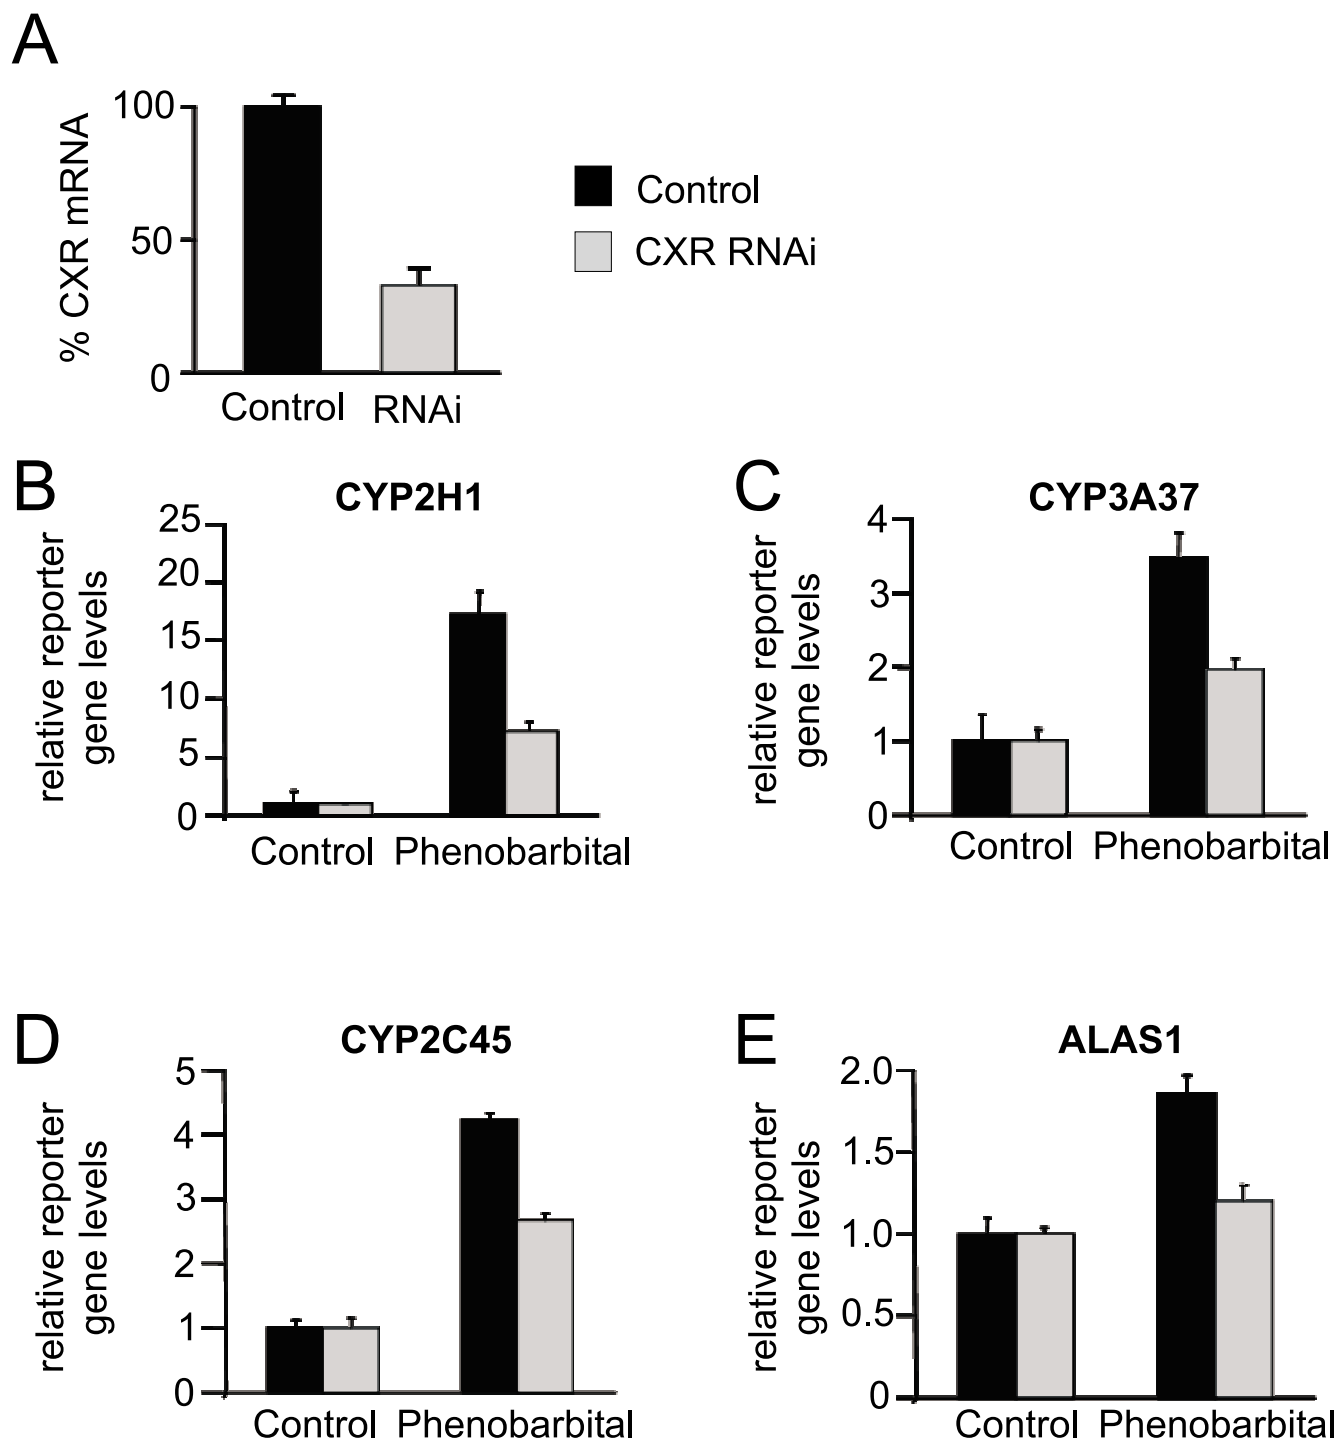 A
% CXR mRNA
100
50
0
Control
RNAi
Control
CXR RNAi
B
CYP2H1
relative reporter
gene levels
25
20
15
10
5
0
Control
Phenobarbital
C
CYP3A37
relative reporter
gene levels
4
3
2
1
0
Control
Phenobarbital
D
CYP2C45
relative reporter
gene levels
5
4
3
2
1
0
Control
Phenobarbital
E
ALAS1
relative reporter
gene levels
2.0
1.5
1.0
0.5
0
Control
Phenobarbital